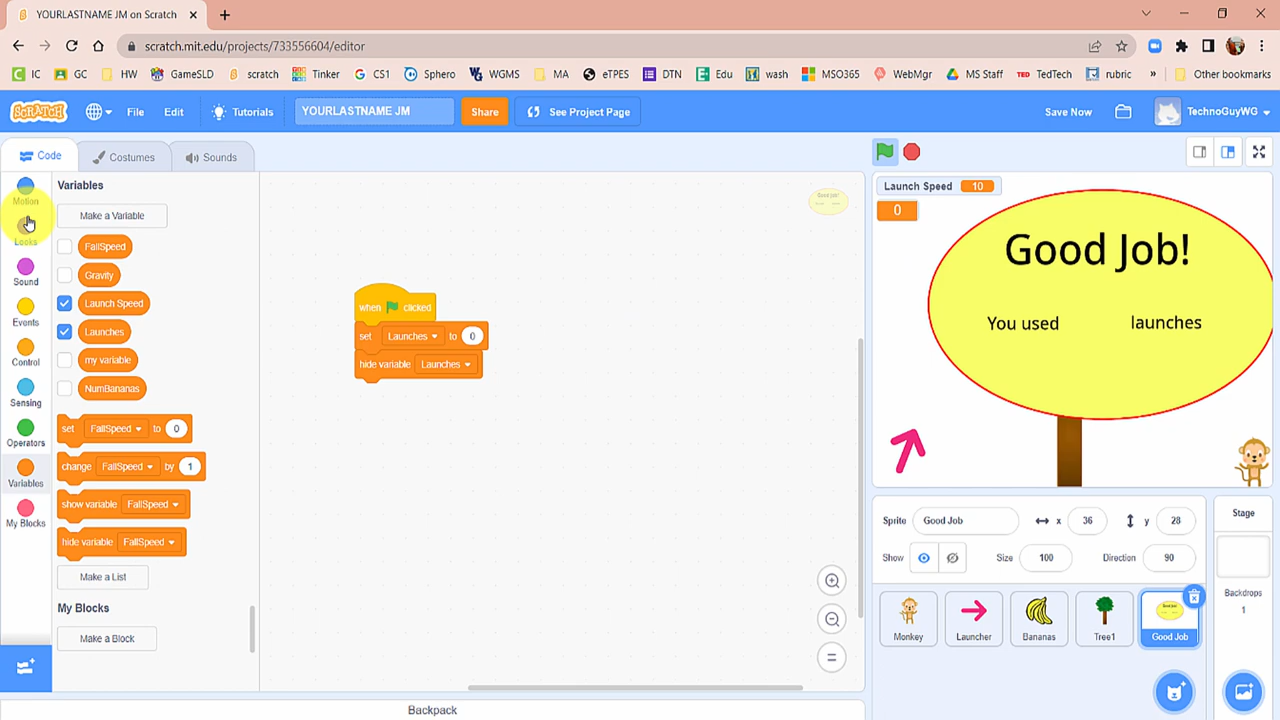 YOURLASTNAME JM on Scratch
scratch.mit.edu/projects/733556604/editor
IC GC HW GameSLD scratch Tinker CS1 Sphero WGMS MA eTPES DTN Edu wash MSO365 WebMgr MS Staff TED TedTech rubric » Other bookmarks
SCRATCH File Edit Tutorials YOURLASTNAME JM Share See Project Page Save Now TechnoGuyWG
Code Costumes Sounds
Motion
Looks
Sound
Events
Control
Sensing
Operators
Variables
My Blocks
Variables
Make a Variable
FallSpeed
Gravity
Launch Speed
Launches
my variable
NumBananas
set FallSpeed to 0
change FallSpeed by 1
show variable FallSpeed
hide variable FallSpeed
Make a List
My Blocks
Make a Block
when clicked
set Launches to 0
hide variable Launches
Good Job!
Launch Speed 10
0
Good Job!
You used launches
Sprite Good Job x 36 y 28
Show Size 100 Direction 90
Monkey Launcher Bananas Tree1 Good Job
Stage
Backdrops
1
Backpack